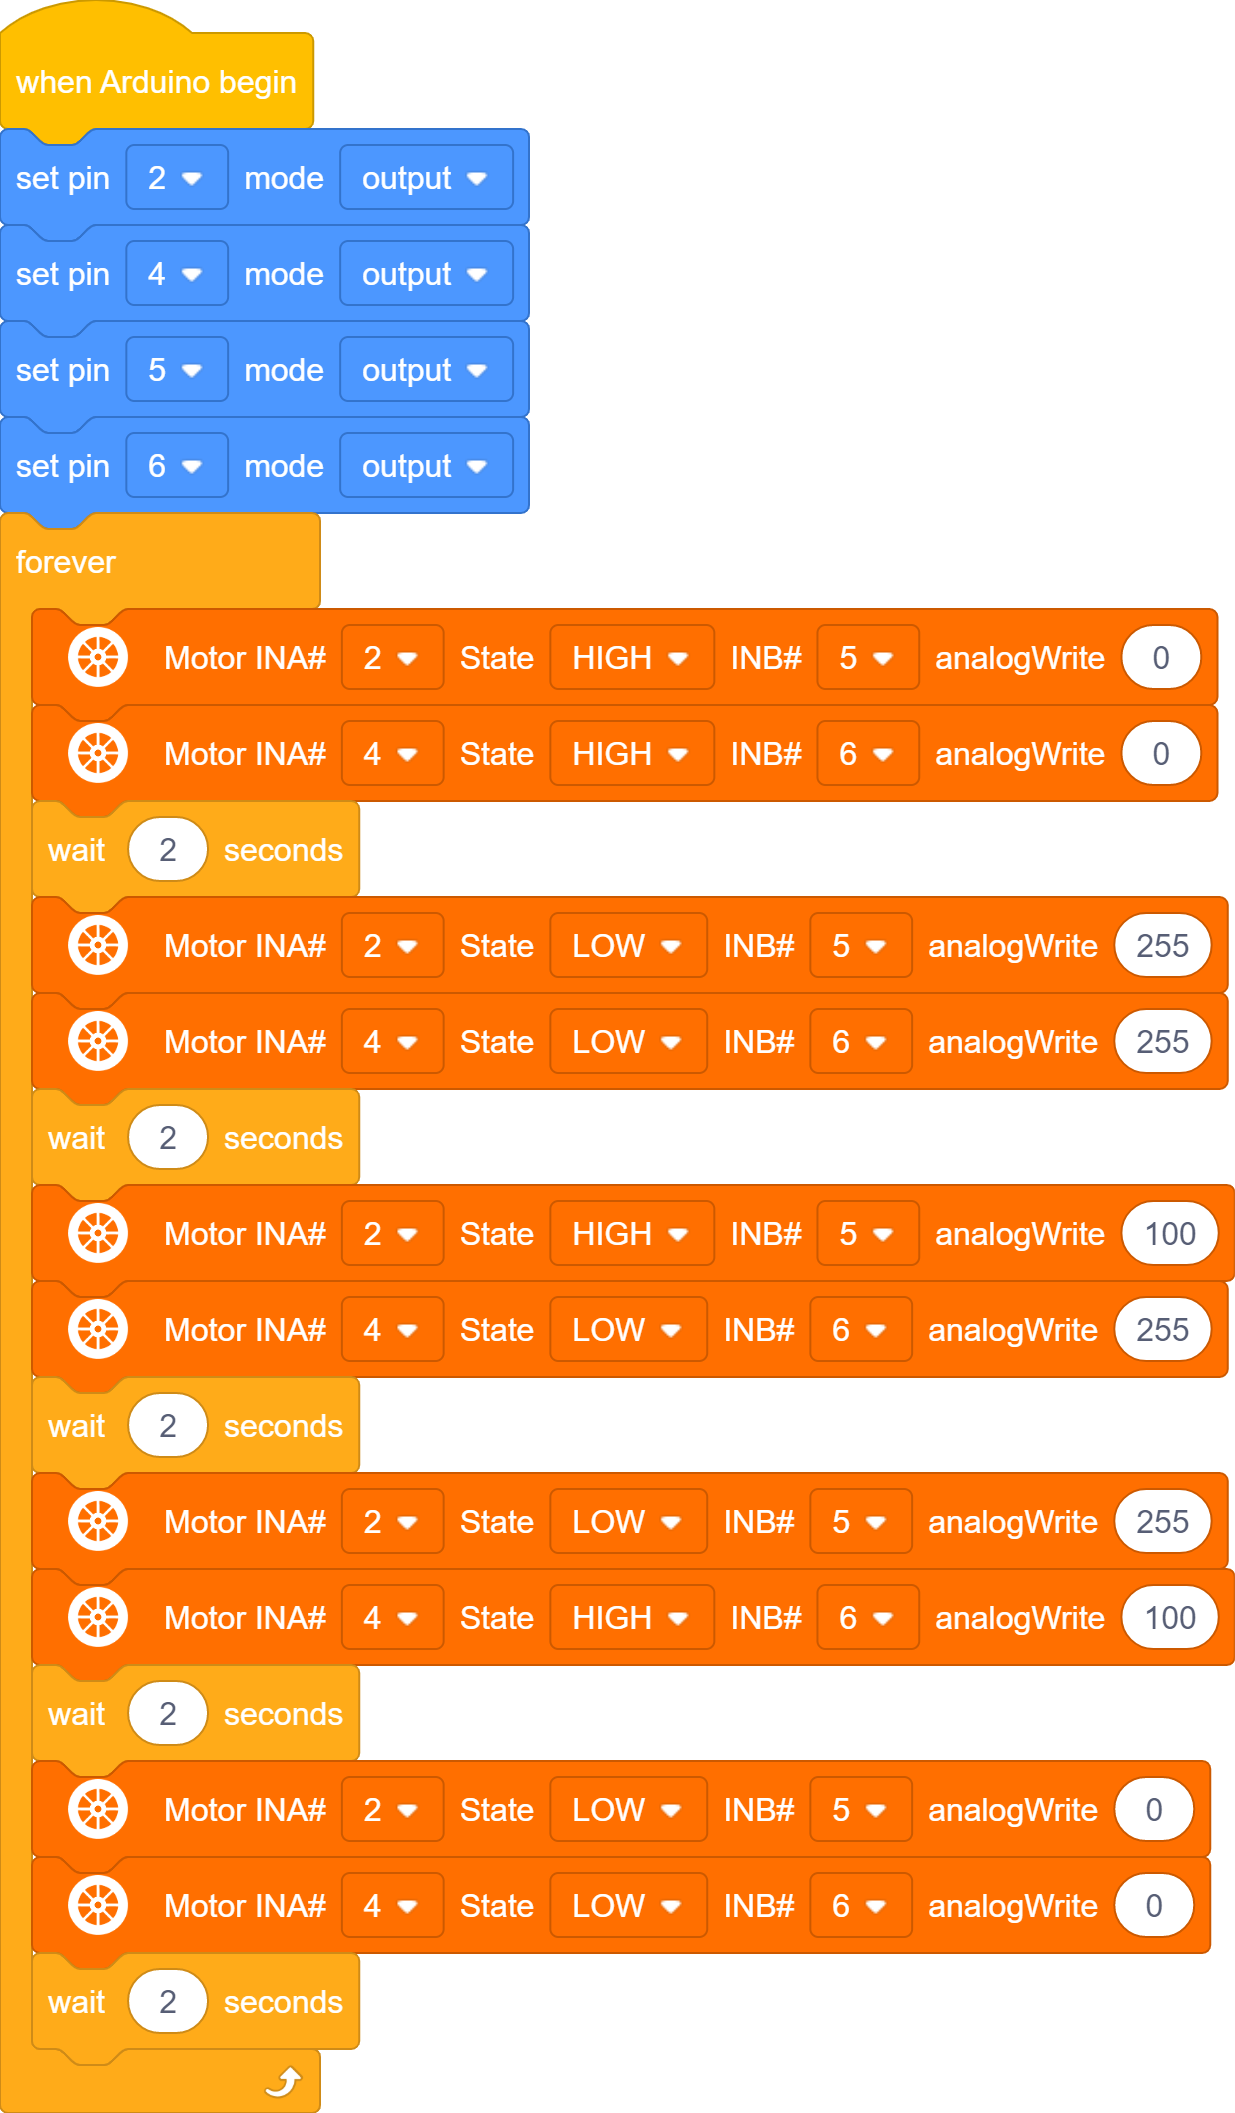 when Arduino begin
set pin 2 mode output
set pin 4 mode output
set pin 5 mode output
set pin 6 mode output
forever
Motor INA# 2 State HIGH INB# 5 analogWrite 0
Motor INA# 4 State HIGH INB# 6 analogWrite 0
wait 2 seconds
Motor INA# 2 State LOW INB# 5 analogWrite 255
Motor INA# 4 State LOW INB# 6 analogWrite 255
wait 2 seconds
Motor INA# 2 State HIGH INB# 5 analogWrite 100
Motor INA# 4 State LOW INB# 6 analogWrite 255
wait 2 seconds
Motor INA# 2 State LOW INB# 5 analogWrite 255
Motor INA# 4 State HIGH INB# 6 analogWrite 100
wait 2 seconds
Motor INA# 2 State LOW INB# 5 analogWrite 0
Motor INA# 4 State LOW INB# 6 analogWrite 0
wait 2 seconds